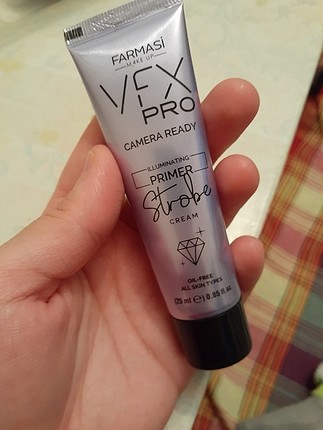 FARMASİ
MAKE UP
VFX
PRO
CAMERA READY
ILLUMINATING
PRIMER
Strobe
CREAM
OIL-FREE
ALL SKIN TYPES
25 ml ℮ 0.85 fl. oz